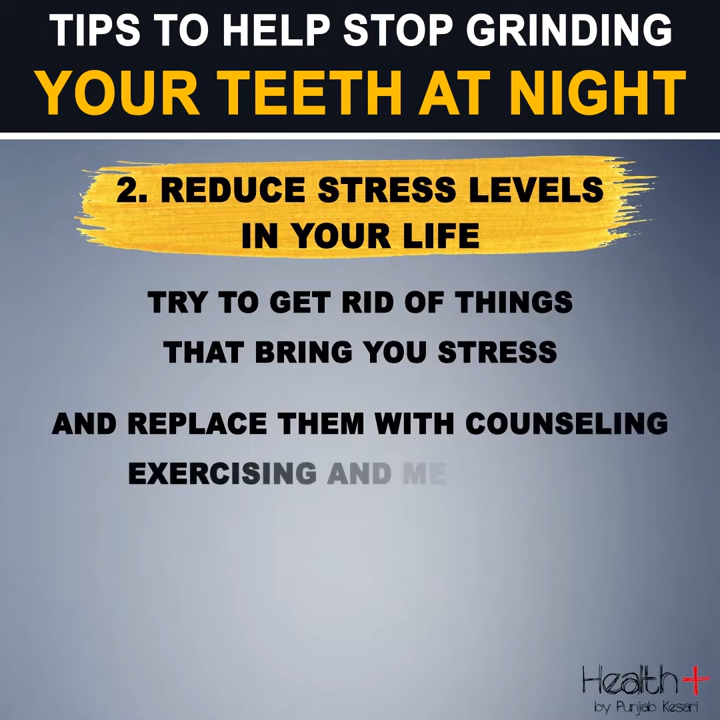 TIPS TO HELP STOP GRINDING
YOUR TEETH AT NIGHT
2. REDUCE STRESS LEVELS
IN YOUR LIFE
TRY TO GET RID OF THINGS
THAT BRING YOU STRESS
AND REPLACE THEM WITH COUNSELING
EXERCISING AND ME
Health+
by Punjab Kesari